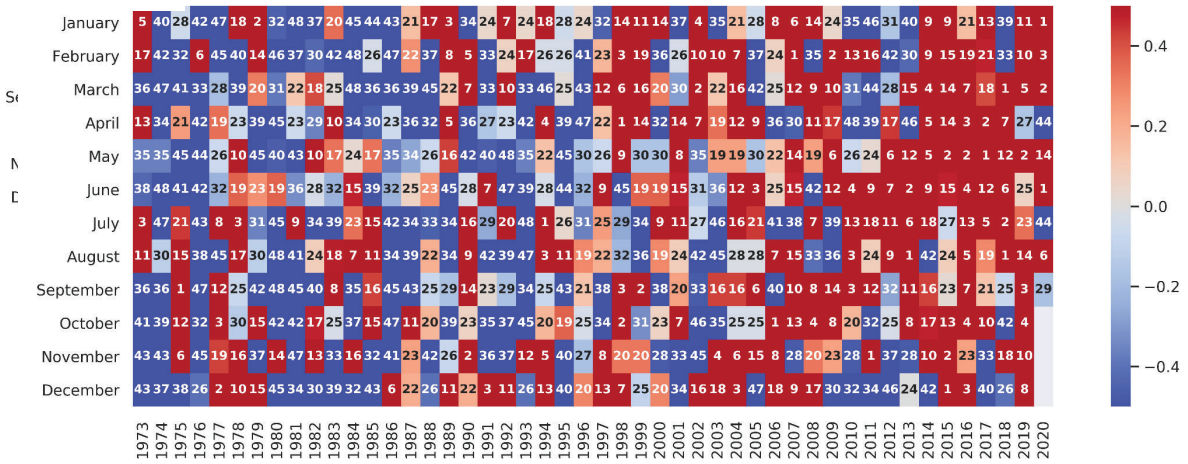 January 5 40 28 42 47 18 2 32 48 37 20 45 44 43 21 17 3 34 24 7 24 18 28 24 32 14 11 14 37 4 35 21 28 8 6 14 24 35 46 31 40 9 9 21 13 39 11 1
0.4
February 17 42 32 6 45 40 14 46 37 30 42 48 26 47 22 37 8 5 33 24 17 26 26 41 23 3 19 36 26 10 10 7 37 24 1 35 2 13 16 42 30 9 15 19 21 33 10 3
March 36 47 41 33 28 39 20 31 22 18 25 48 36 36 39 45 22 7 33 10 33 46 25 43 12 6 16 20 30 2 22 16 42 25 12 9 10 31 44 28 15 4 14 7 18 1 5 2
Se
April 13 34 21 42 19 23 39 45 23 29 10 34 30 23 36 39 32 5 36 27 23 42 4 39 47 22 1 14 32 14 7 19 12 9 36 30 11 17 48 39 17 46 5 14 3 2 7 27 44
0.2
May 35 35 45 44 26 10 45 40 43 10 17 24 17 35 34 26 16 42 40 48 35 22 45 30 26 9 30 30 8 35 19 19 30 22 14 19 6 26 24 6 12 5 2 2 1 12 2 14
N
June 38 48 41 42 32 19 23 19 36 28 32 15 39 32 25 23 45 28 7 47 39 28 44 32 9 45 19 19 15 31 36 12 3 25 15 42 12 4 9 7 2 9 15 4 12 6 25 1
D
0.0
July 3 47 21 43 8 3 31 45 9 34 39 23 15 42 34 33 34 16 29 20 48 1 26 31 25 29 34 9 11 27 46 16 21 41 38 7 39 13 18 11 6 18 27 13 5 2 23 44
August 11 30 15 38 45 17 30 48 41 24 18 7 11 34 39 22 34 9 42 39 47 3 11 19 22 32 36 19 24 42 45 28 28 7 15 33 36 3 24 9 1 42 24 5 19 1 14 6
−0.2
September 36 36 1 47 12 25 42 48 45 40 8 35 16 45 43 25 29 14 23 29 34 25 43 21 38 3 2 38 20 33 16 16 6 40 10 8 14 3 12 32 11 16 23 7 21 25 3 29
October 41 39 12 32 3 30 15 42 42 17 25 37 15 47 11 20 39 23 35 37 45 20 19 25 34 2 31 23 7 46 35 25 25 1 13 4 8 20 32 25 8 17 13 4 10 42 4
November 43 43 6 45 19 16 37 14 47 13 33 16 32 41 23 42 26 2 36 37 12 5 40 27 8 20 20 28 33 45 4 6 15 8 28 20 23 28 1 37 28 10 2 23 33 18 10
−0.4
December 43 37 38 26 2 10 15 45 34 30 39 32 43 6 22 26 11 22 3 11 26 13 40 20 13 7 25 20 34 16 18 3 47 18 9 17 30 32 34 46 24 42 1 3 40 26 8
1973 1974 1975 1976 1977 1978 1979 1980 1981 1982 1983 1984 1985 1986 1987 1988 1989 1990 1991 1992 1993 1994 1995 1996 1997 1998 1999 2000 2001 2002 2003 2004 2005 2006 2007 2008 2009 2010 2011 2012 2013 2014 2015 2016 2017 2018 2019 2020